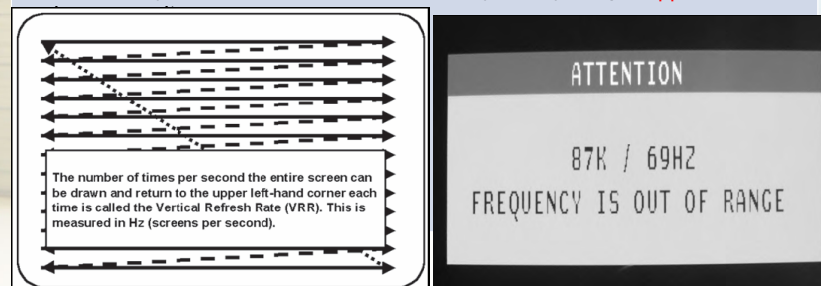 The number of times per second the entire screen can
be drawn and return to the upper left-hand corner each
time is called the Vertical Refresh Rate (VRR). This is
measured in Hz (screens per second).
ATTENTION
87K / 69HZ
FREQUENCY IS OUT OF RANGE